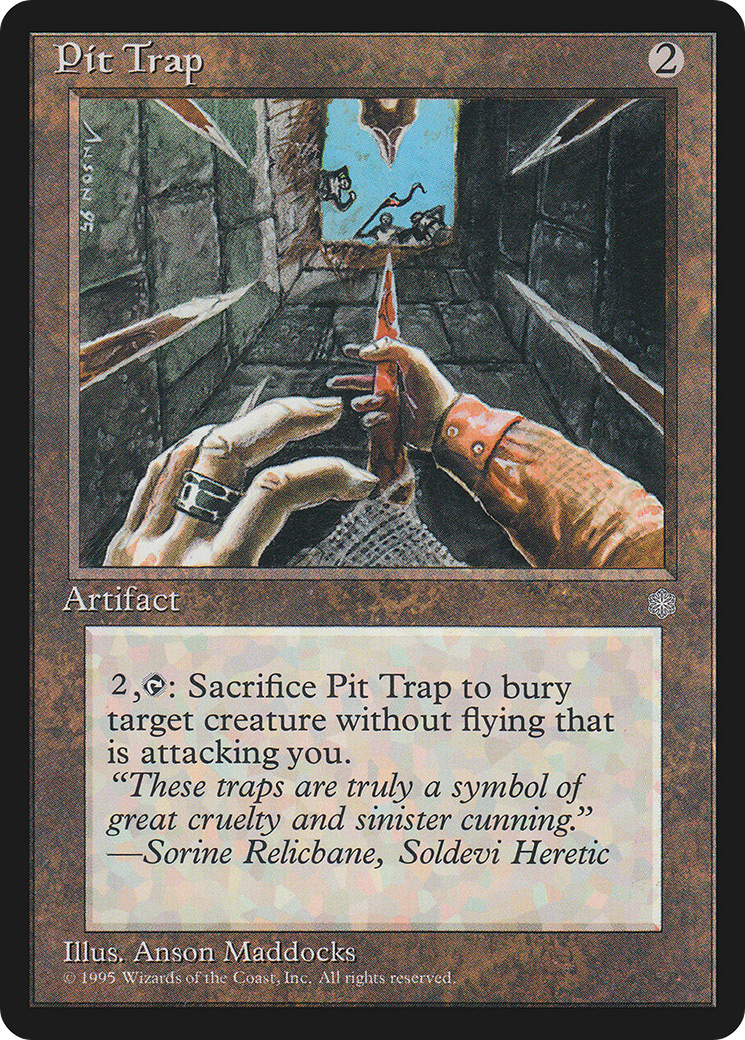 Pit Trap
2
ANSON 95
Artifact
2, : Sacrifice Pit Trap to bury
target creature without flying that
is attacking you.
“These traps are truly a symbol of
great cruelty and sinister cunning.”
—Sorine Relicbane, Soldevi Heretic
Illus. Anson Maddocks
© 1995 Wizards of the Coast, Inc. All rights reserved.